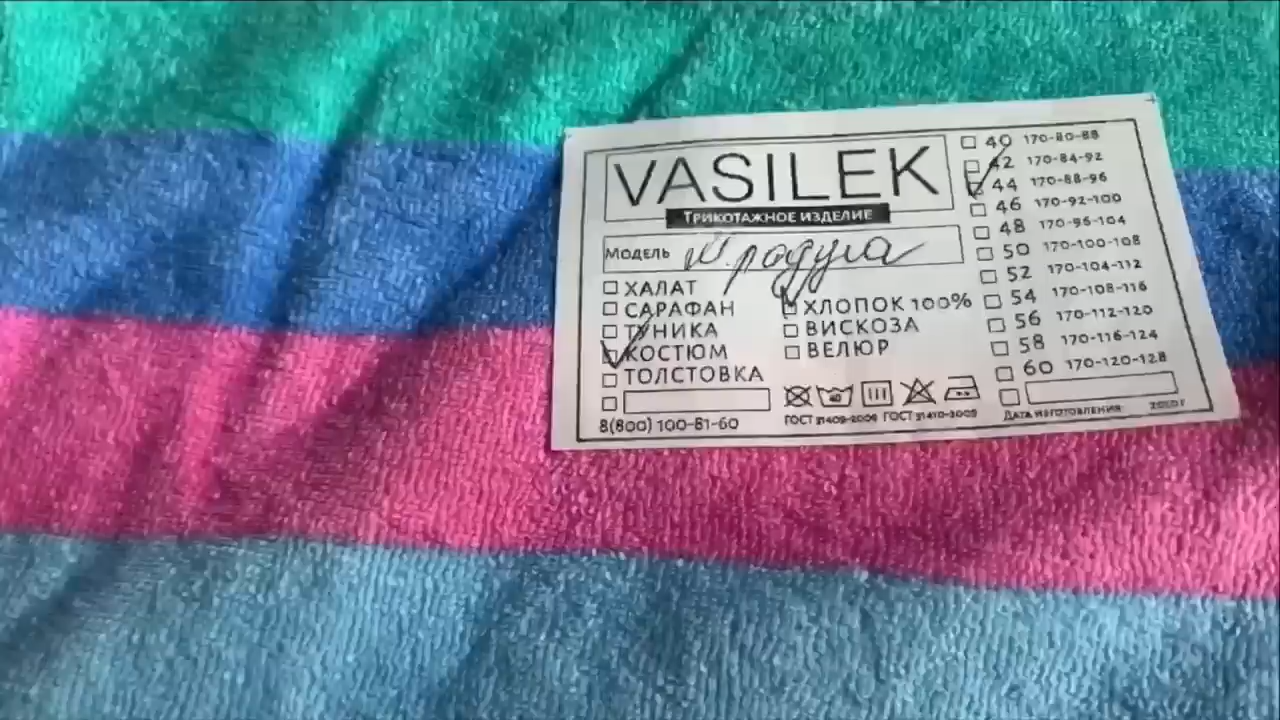 VASILEK
ТРИКОТАЖНОЕ ИЗДЕЛИЕ
МОДЕЛЬ радуга
ХАЛАТ
САРАФАН
ТУНИКА
КОСТЮМ
ТОЛСТОВКА
8(800) 100-81-60
ХЛОПОК 100%
ВИСКОЗА
ВЕЛЮР
40
ГОСТ 31409-2009 ГОСТ 31410-2009
40 170-80-88
42 170-84-92
44 170-88-96
46 170-92-100
48 170-96-104
50 170-100-108
52 170-104-112
54 170-108-116
56 170-112-120
58 170-116-124
60 170-120-128
ДАТА ИЗГОТОВЛЕНИЯ: